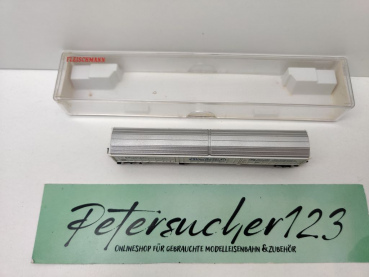 FLEISCHMANN
Petersucher123
ONLINESHOP FÜR GEBRAUCHTE MODELLEISENBAHN & ZUBEHÖR